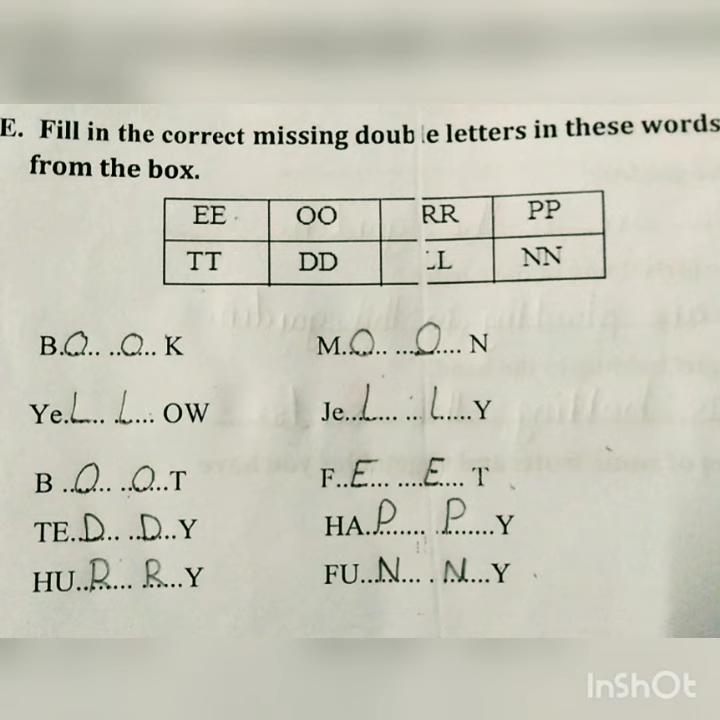 E. Fill in the correct missing double letters in these words
from the box.
EE OO RR PP
TT DD LL NN
B.O.. ..O.. K M.O.. ...O.... N
Ye.L.. L... OW Je..L... ...L.....Y
B ..O.. ..O..T F..E... ....E... T
TE..D.. ..D..Y HA.P...... .P.......Y
HU..R... R...Y FU..N... . .N....Y
InShOt